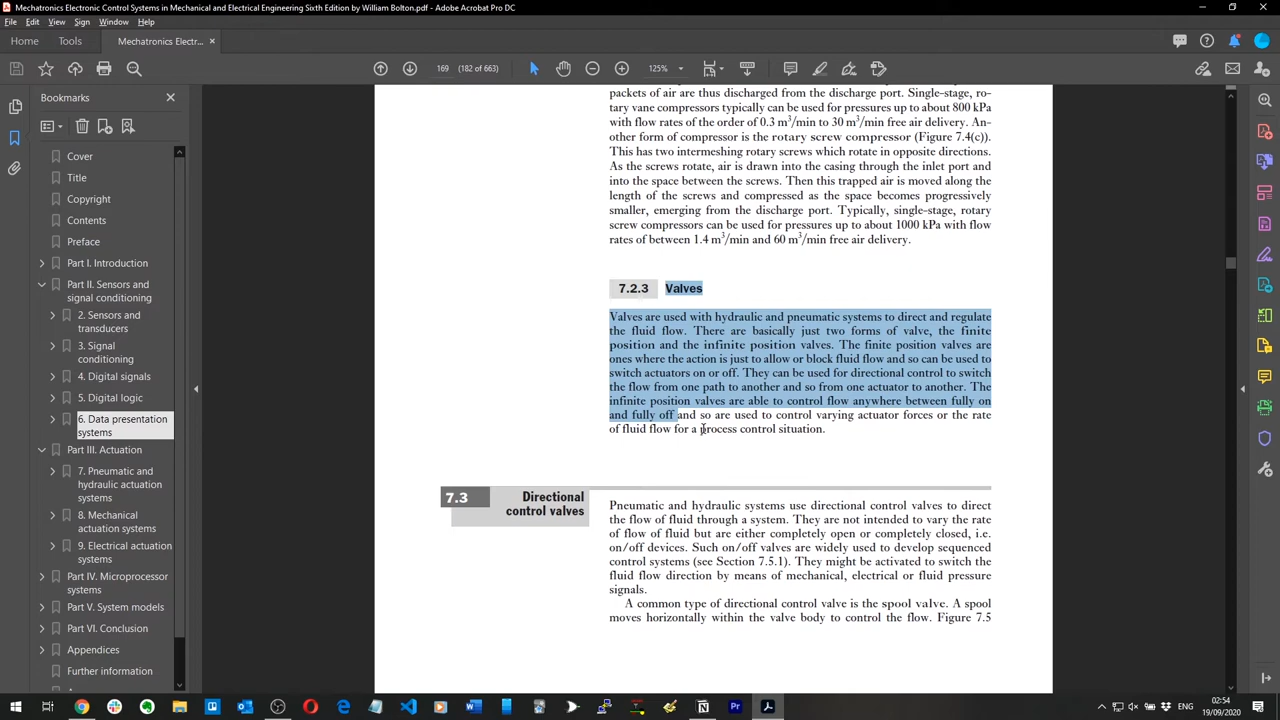 Mechatronics Electronic Control Systems in Mechanical and Electrical Engineering Sixth Edition by William Bolton.pdf - Adobe Acrobat Pro DC
File Edit View Sign Window Help
Home Tools Mechatronics Electr... ×
169 (182 of 663) 125%
Bookmarks
Cover
Title
Copyright
Contents
Preface
Part I. Introduction
Part II. Sensors and
signal conditioning
2. Sensors and
transducers
3. Signal
conditioning
4. Digital signals
5. Digital logic
6. Data presentation
systems
Part III. Actuation
7. Pneumatic and
hydraulic actuation
systems
8. Mechanical
actuation systems
9. Electrical actuation
systems
Part IV. Microprocessor
systems
Part V. System models
Part VI. Conclusion
Appendices
Further information
packets of air are thus discharged from the discharge port. Single-stage, ro-
tary vane compressors typically can be used for pressures up to about 800 kPa
with flow rates of the order of 0.3 m³/min to 30 m³/min free air delivery. An-
other form of compressor is the rotary screw compressor (Figure 7.4(c)).
This has two intermeshing rotary screws which rotate in opposite directions.
As the screws rotate, air is drawn into the casing through the inlet port and
into the space between the screws. Then this trapped air is moved along the
length of the screws and compressed as the space becomes progressively
smaller, emerging from the discharge port. Typically, single-stage, rotary
screw compressors can be used for pressures up to about 1000 kPa with flow
rates of between 1.4 m³/min and 60 m³/min free air delivery.
7.2.3 Valves
Valves are used with hydraulic and pneumatic systems to direct and regulate
the fluid flow. There are basically just two forms of valve, the finite
position and the infinite position valves. The finite position valves are
ones where the action is just to allow or block fluid flow and so can be used to
switch actuators on or off. They can be used for directional control to switch
the flow from one path to another and so from one actuator to another. The
infinite position valves are able to control flow anywhere between fully on
and fully off and so are used to control varying actuator forces or the rate
of fluid flow for a process control situation.
7.3 Directional
control valves
Pneumatic and hydraulic systems use directional control valves to direct
the flow of fluid through a system. They are not intended to vary the rate
of flow of fluid but are either completely open or completely closed, i.e.
on/off devices. Such on/off valves are widely used to develop sequenced
control systems (see Section 7.5.1). They might be activated to switch the
fluid flow direction by means of mechanical, electrical or fluid pressure
signals.
A common type of directional control valve is the spool valve. A spool
moves horizontally within the valve body to control the flow. Figure 7.5
02:54
19/09/2020